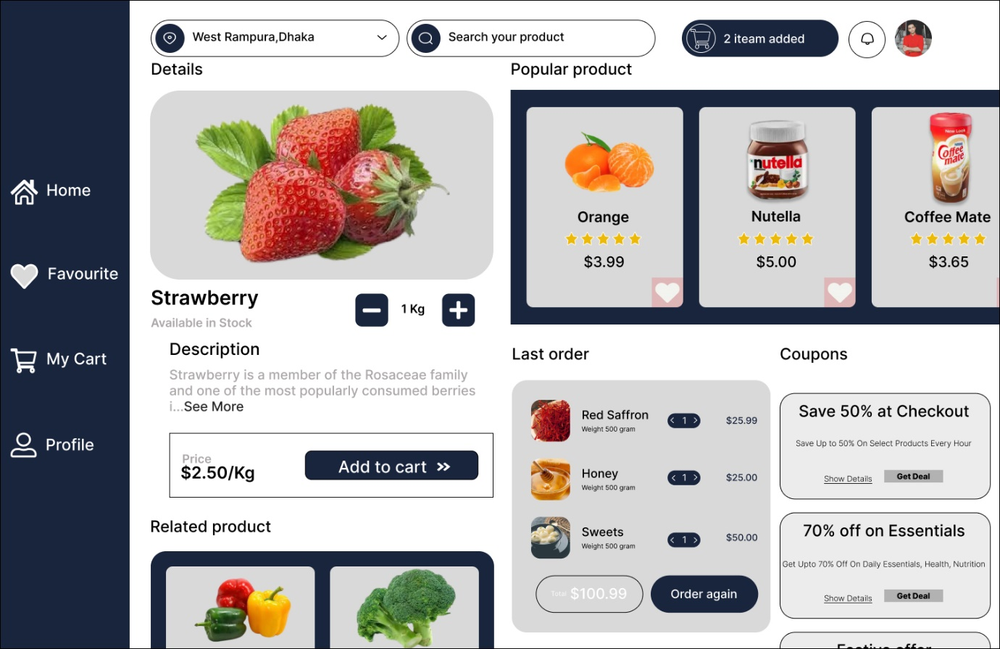 West Rampura,Dhaka
Search your product
2 iteam added
Home
Favourite
My Cart
Profile
Details
Strawberry
Available in Stock
1 Kg
Description
Strawberry is a member of the Rosaceae family
and one of the most popularly consumed berries
i...See More
Price
$2.50/Kg
Add to cart
Related product
Popular product
nutella
Orange
$3.99
Nutella
$5.00
New Look
Coffee
mate
Coffee Mate
$3.65
Last order
Red Saffron
Weight 500 gram
< 1 >
$25.99
Honey
Weight 500 gram
< 1 >
$25.00
Sweets
Weight 500 gram
< 1 >
$50.00
Total $100.99
Order again
Coupons
Save 50% at Checkout
Save Up to 50% On Select Products Every Hour
Show Details
Get Deal
70% off on Essentials
Get Upto 70% Off On Daily Essentials, Health, Nutrition
Show Details
Get Deal
Festive offer